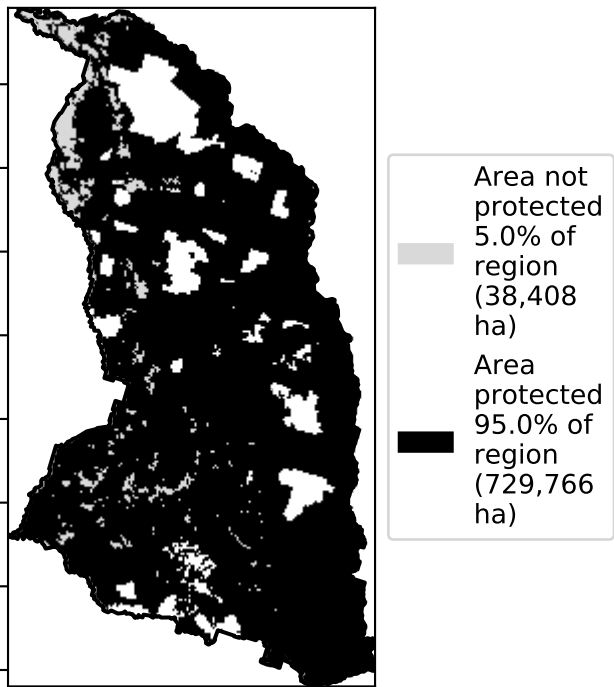 Area not
protected
5.0% of
region
(38,408
ha)
Area
protected
95.0% of
region
(729,766
ha)